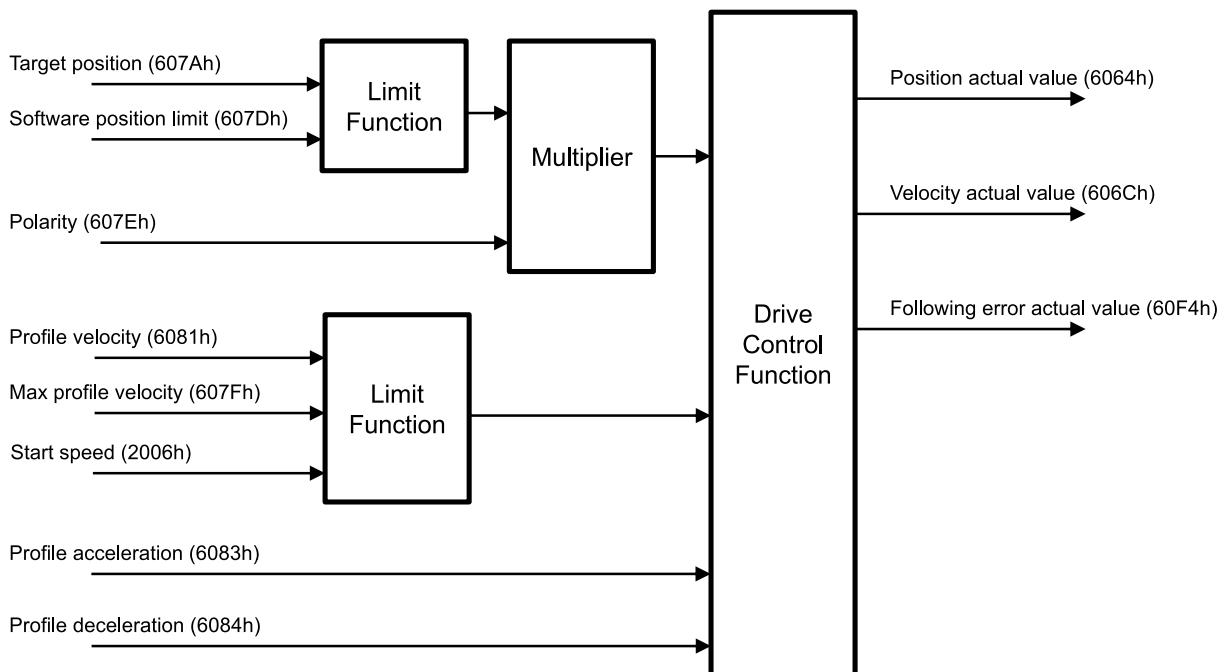 Target position (607Ah)
Software position limit (607Dh)
Limit
Function
Multiplier
Polarity (607Eh)
Profile velocity (6081h)
Max profile velocity (607Fh)
Start speed (2006h)
Limit
Function
Profile acceleration (6083h)
Profile deceleration (6084h)
Drive
Control
Function
Position actual value (6064h)
Velocity actual value (606Ch)
Following error actual value (60F4h)